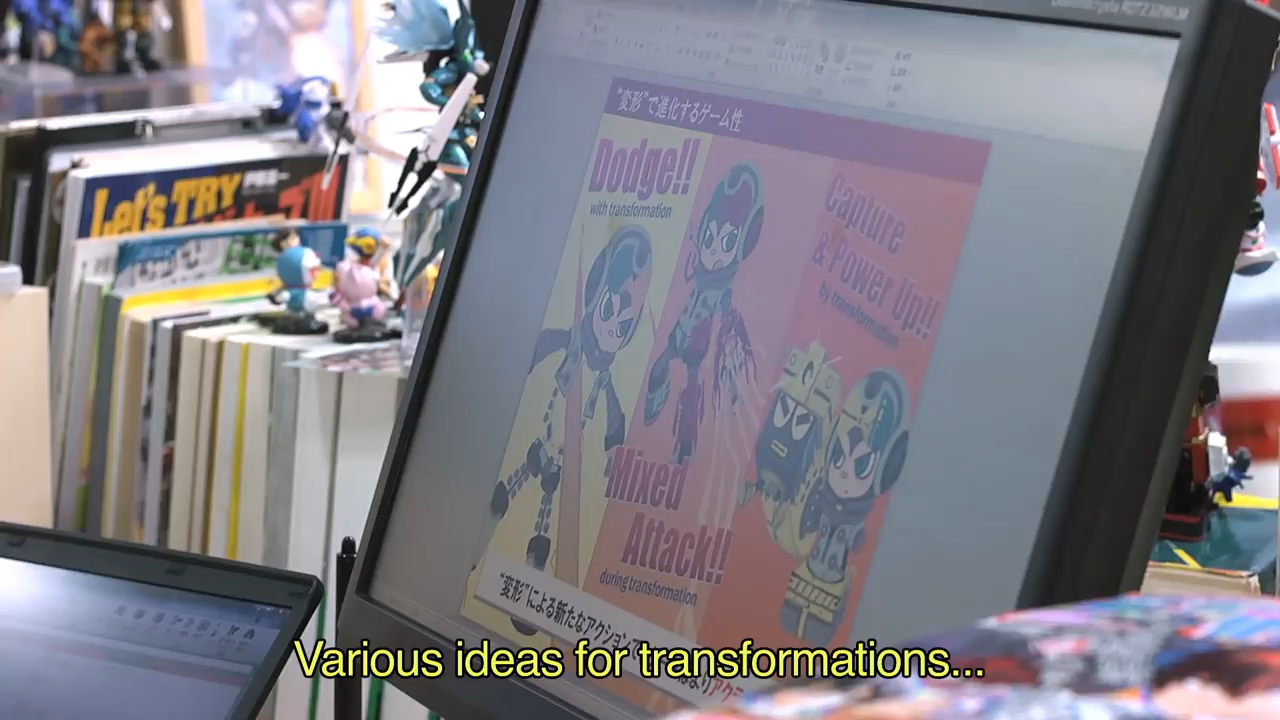 "変形"で進化するゲーム性
Dodge!!
with transformation
Capture
& Power Up!!
by transformation
Mixed
Attack!!
during transformation
"変形"による新たなアクションで
Let's TRY
Various ideas for transformations...